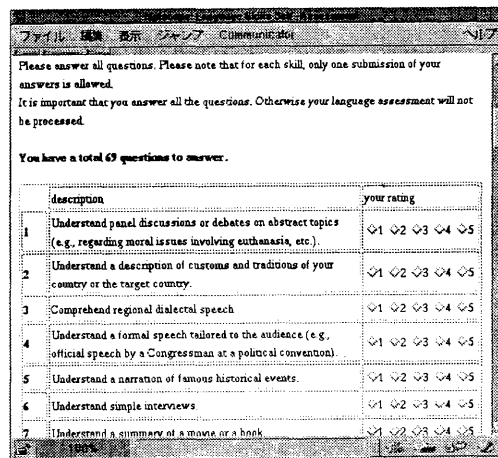 ファイル 編集 表示 ジャンプ Communicator ヘルプ
Please answer all questions. Please note that for each skill, only one submission of your
answers is allowed.
It is important that you answer all the questions. Otherwise your language assessment will not
be processed.
You have a total 69 questions to answer.
description your rating
1 Understand panel discussions or debates on abstract topics
(e.g., regarding moral issues involving euthanasia, etc.). 1 2 3 4 5
2 Understand a description of customs and traditions of your
country or the target country. 1 2 3 4 5
3 Comprehend regional dialectal speech 1 2 3 4 5
4 Understand a formal speech tailored to the audience (e.g.,
official speech by a Congressman at a political convention). 1 2 3 4 5
5 Understand a narration of famous historical events. 1 2 3 4 5
6 Understand simple interviews 1 2 3 4 5
7 Understand a summary of a movie or a book 1 2 3 4 5
100%